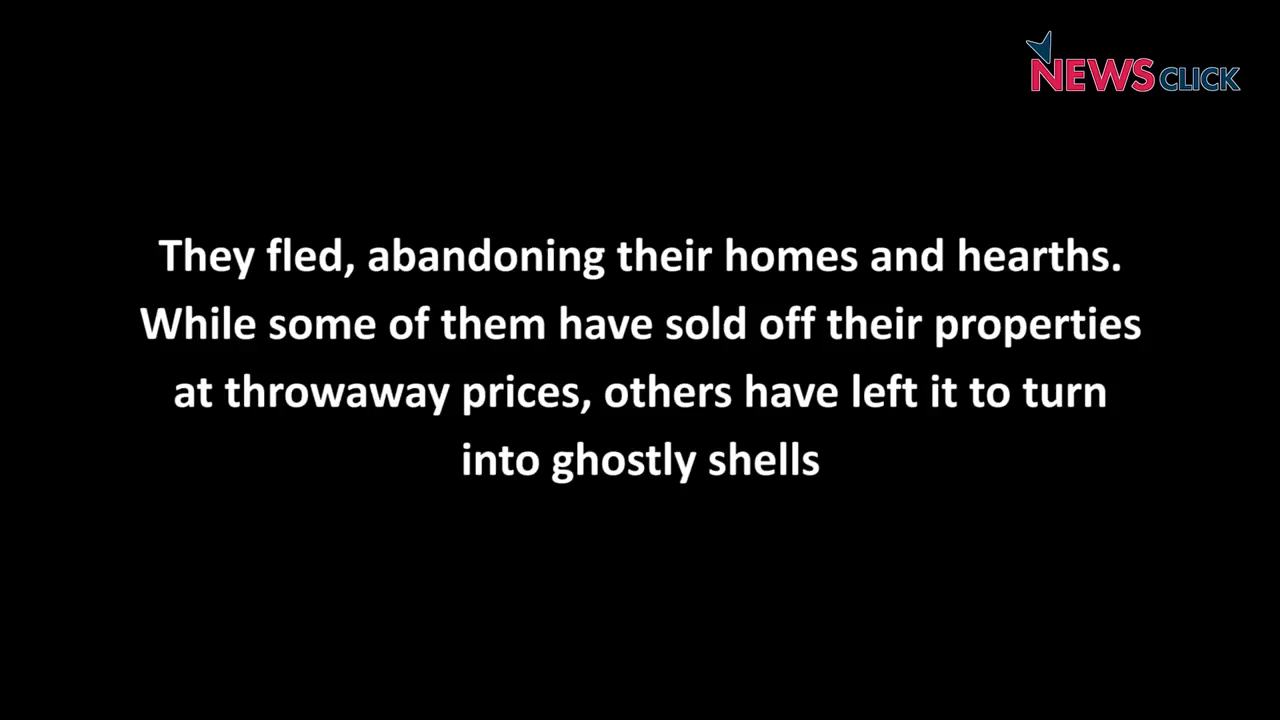 NEWSCLICK
They fled, abandoning their homes and hearths.
While some of them have sold off their properties
at throwaway prices, others have left it to turn
into ghostly shells